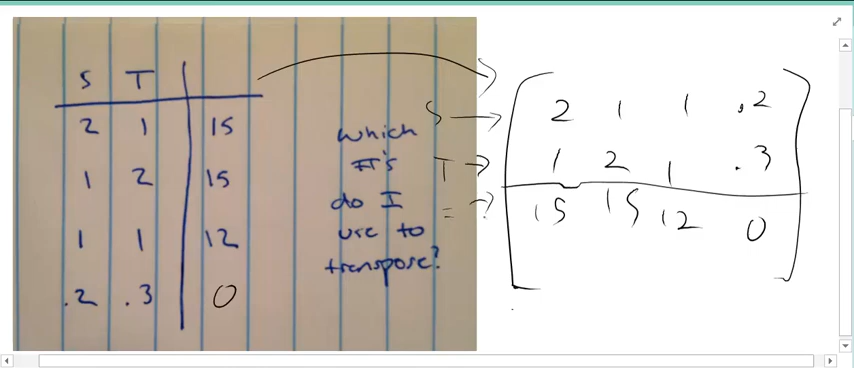 S T
2 1 15
1 2 15
1 1 12
.2 .3 0
which
#'s
do I
use to
transpose?
S → 2 1 1 .2
T → 1 2 1 .3
= → 15 15 12 0